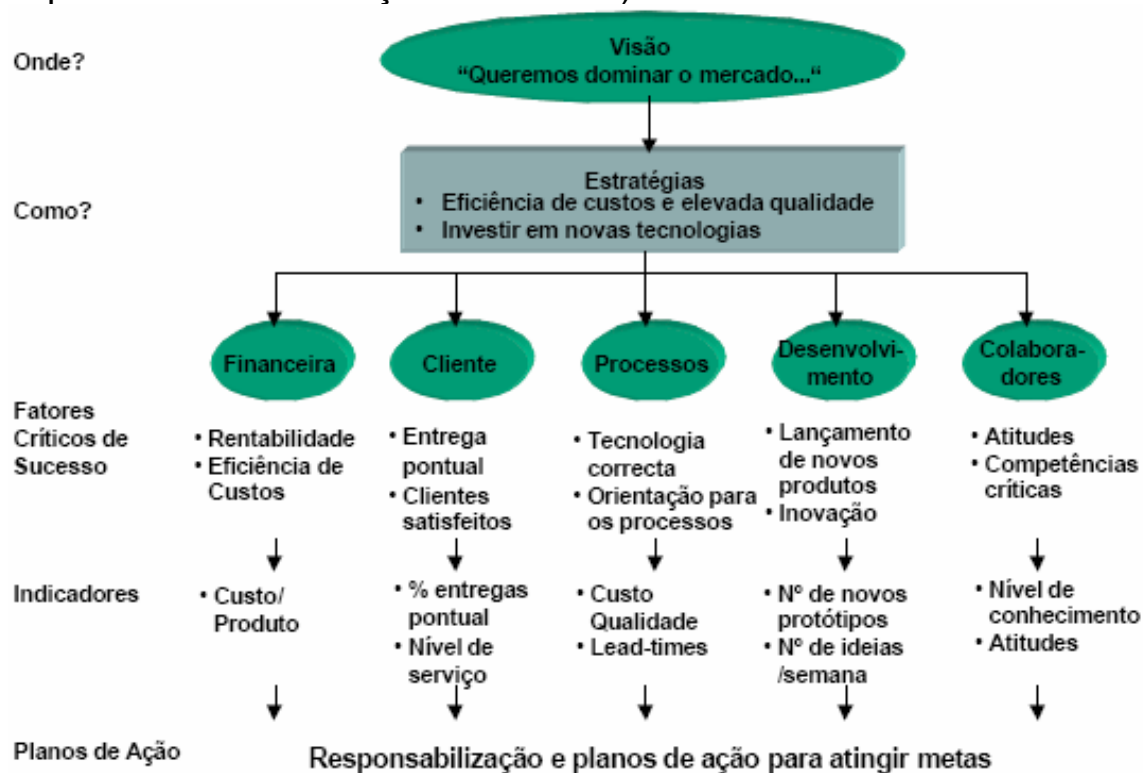 Onde?
Visão
“Queremos dominar o mercado...“
Como?
Estratégias
• Eficiência de custos e elevada qualidade
• Investir em novas tecnologias
Financeira
Cliente
Processos
Desenvolvi-
mento
Colabora-
dores
Fatores
Críticos de
Sucesso
• Rentabilidade
• Eficiência de
Custos
• Entrega
pontual
• Clientes
satisfeitos
• Tecnologia
correcta
• Orientação para
os processos
• Lançamento
de novos
produtos
• Inovação
• Atitudes
• Competências
críticas
Indicadores
• Custo/
Produto
• % entregas
pontual
• Nível de
serviço
• Custo
Qualidade
• Lead-times
• Nº de novos
protótipos
• Nº de ideias
/semana
• Nível de
conhecimento
• Atitudes
Planos de Ação
Responsabilização e planos de ação para atingir metas